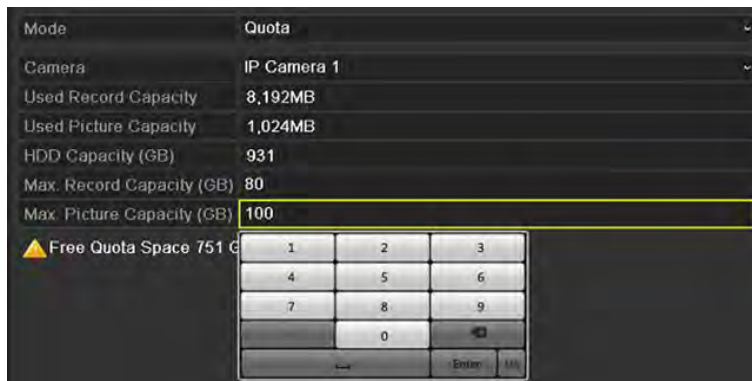 Mode Quota
Camera IP Camera 1
Used Record Capacity 8,192MB
Used Picture Capacity 1,024MB
HDD Capacity (GB) 931
Max. Record Capacity (GB) 80
Max. Picture Capacity (GB) 100
Free Quota Space 751 G
1 2 3
4 5 6
7 8 9
0
Enter